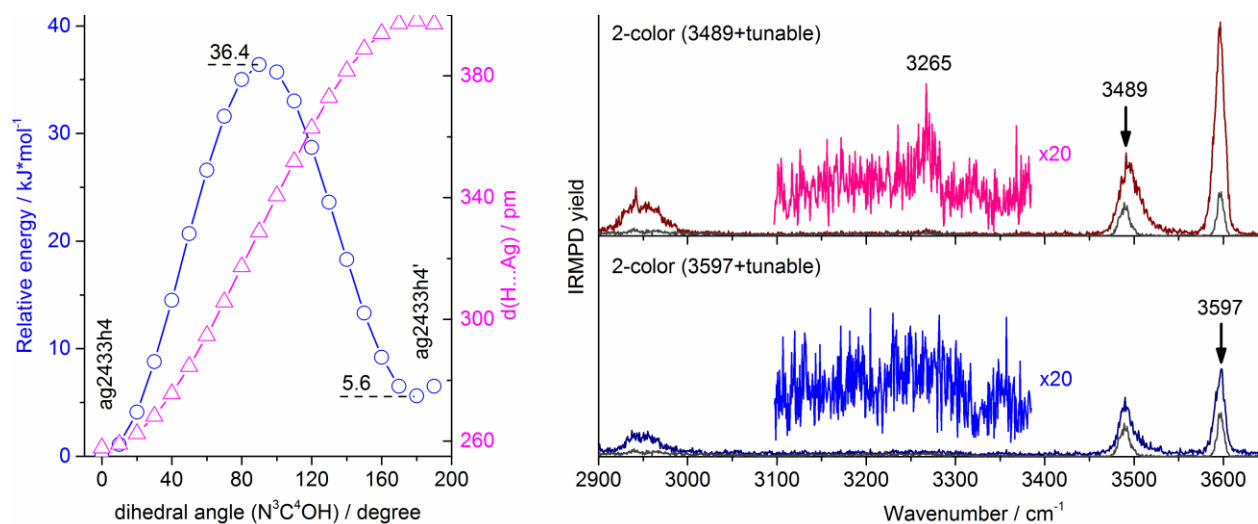 40
30
20
10
0
Relative energy / kJ*mol⁻¹
36.4
5.6
ag2433h4
ag2433h4'
380
340
300
260
d(H...Ag) / pm
0 40 80 120 160 200
dihedral angle (N³C⁴OH) / degree
IRMPD yield
2-color (3489+tunable)
3265
x20
3489
2-color (3597+tunable)
x20
3597
2900 3000 3100 3200 3300 3400 3500 3600
Wavenumber / cm⁻¹